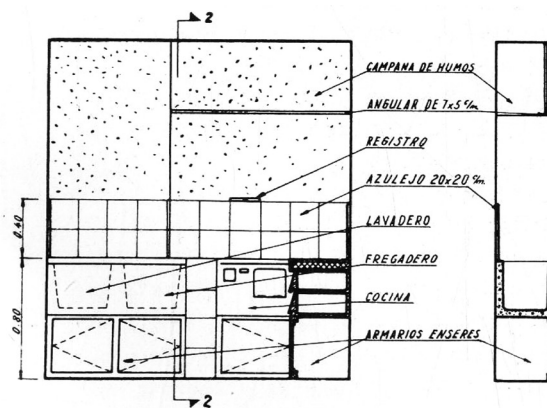 2
CAMPANA DE HUMOS
ANGULAR DE 7x5 c/m.
REGISTRO
AZULEJO 20x20 c/m.
LAVADERO
FREGADERO
COCINA
ARMARIOS ENSERES
0.40
0.80
2